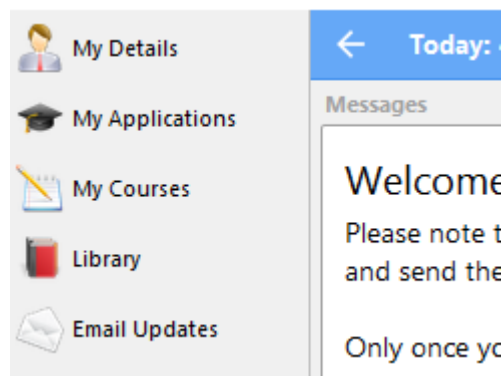 My Details
My Applications
My Courses
Library
Email Updates
Today:
Messages
Welcome
Please note
and send the
Only once